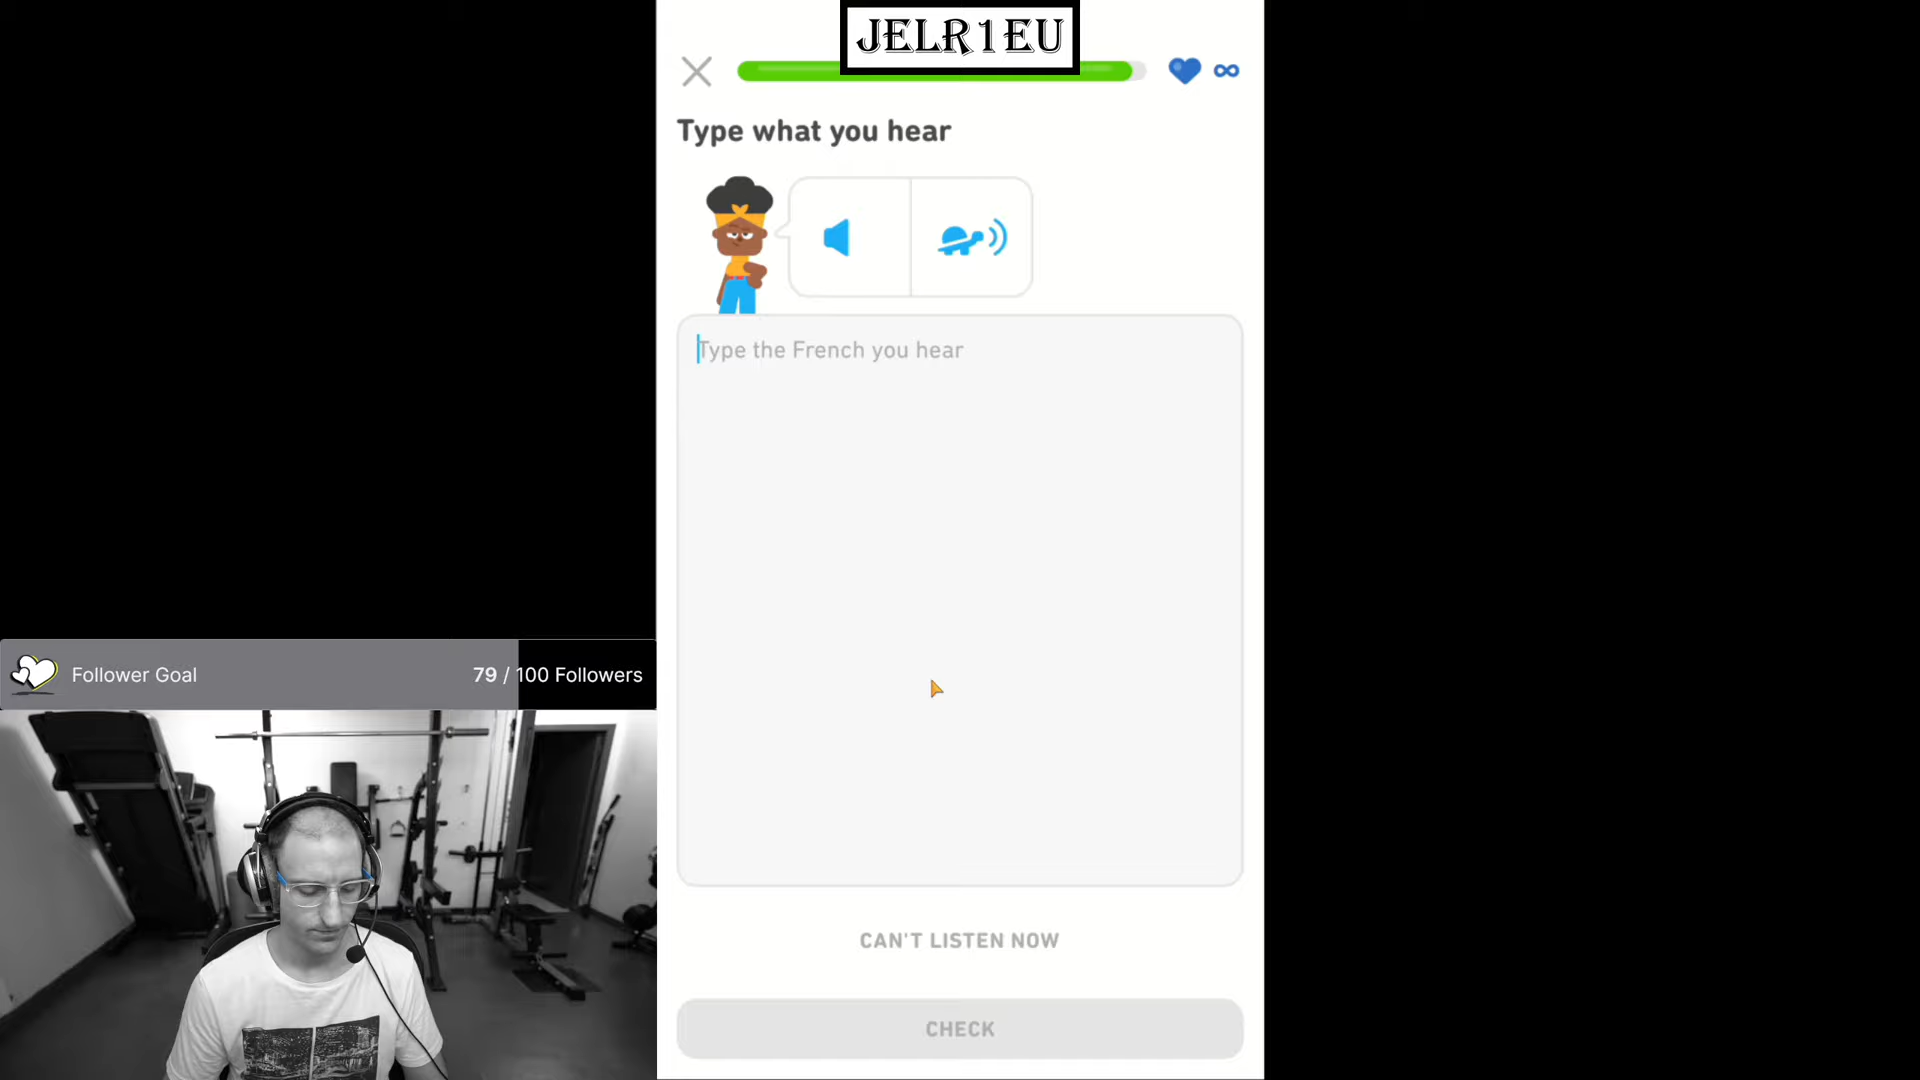 JELR1EU
Type what you hear
Type the French you hear
Follower Goal
79 / 100 Followers
CAN'T LISTEN NOW
CHECK